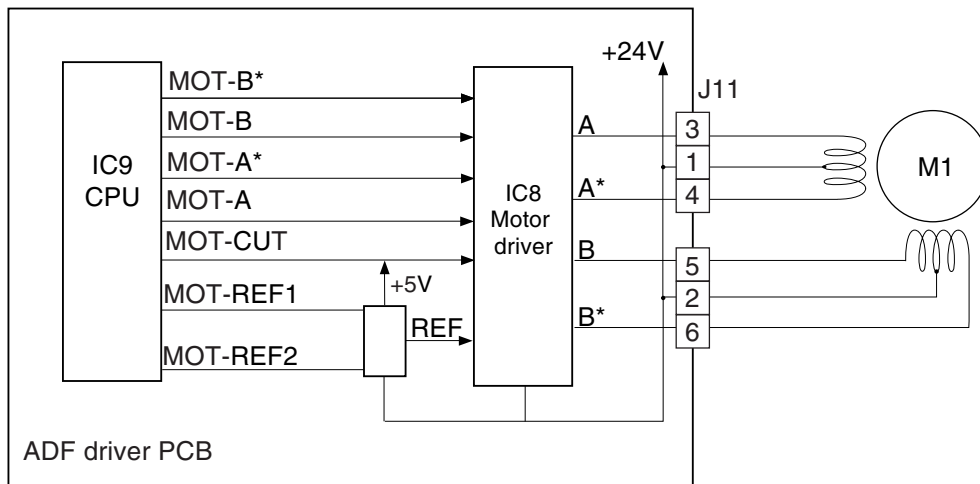 +24V
J11
MOT-B*
MOT-B
MOT-A*
MOT-A
MOT-CUT
MOT-REF1
MOT-REF2
IC9
CPU
+5V
REF
IC8
Motor
driver
A
A*
B
B*
3
1
4
5
2
6
M1
ADF driver PCB